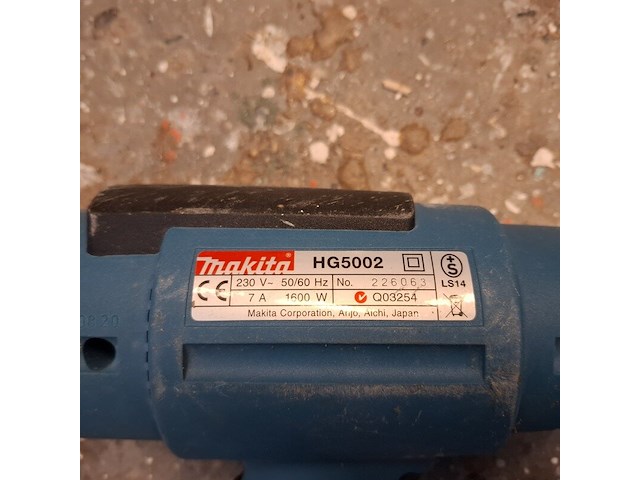 makita HG5002
230 V~ 50/60 Hz No. 226063
CE 7 A 1600 W Q03254
Makita Corporation, Anjo, Aichi, Japan
+S
LS14